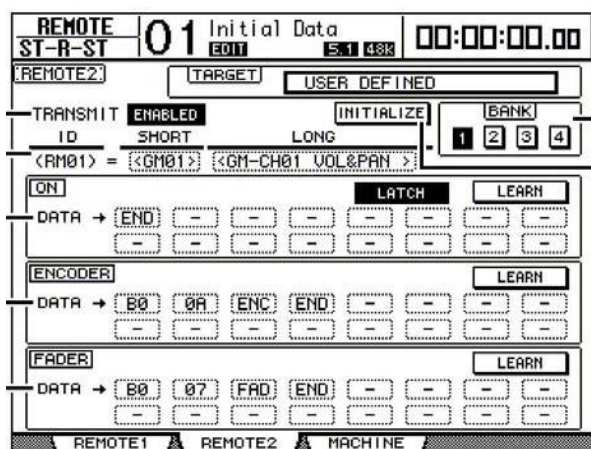 REMOTE
ST-R-ST
01 Initial Data
EDIT 5.1 48K
00:00:00.00
REMOTE2
TARGET USER DEFINED
TRANSMIT ENABLED INITIALIZE BANK
1 2 3 4
ID SHORT LONG
(RM01) = <GM01> <GM-CH01 VOL&PAN >
ON LATCH LEARN
DATA → END - - - - - - -
- - - - - - - -
ENCODER LEARN
DATA → B0 0A ENC END - - - -
- - - - - - - -
FADER LEARN
DATA → B0 07 FAD END - - - -
- - - - - - - -
REMOTE1 REMOTE2 MACHINE